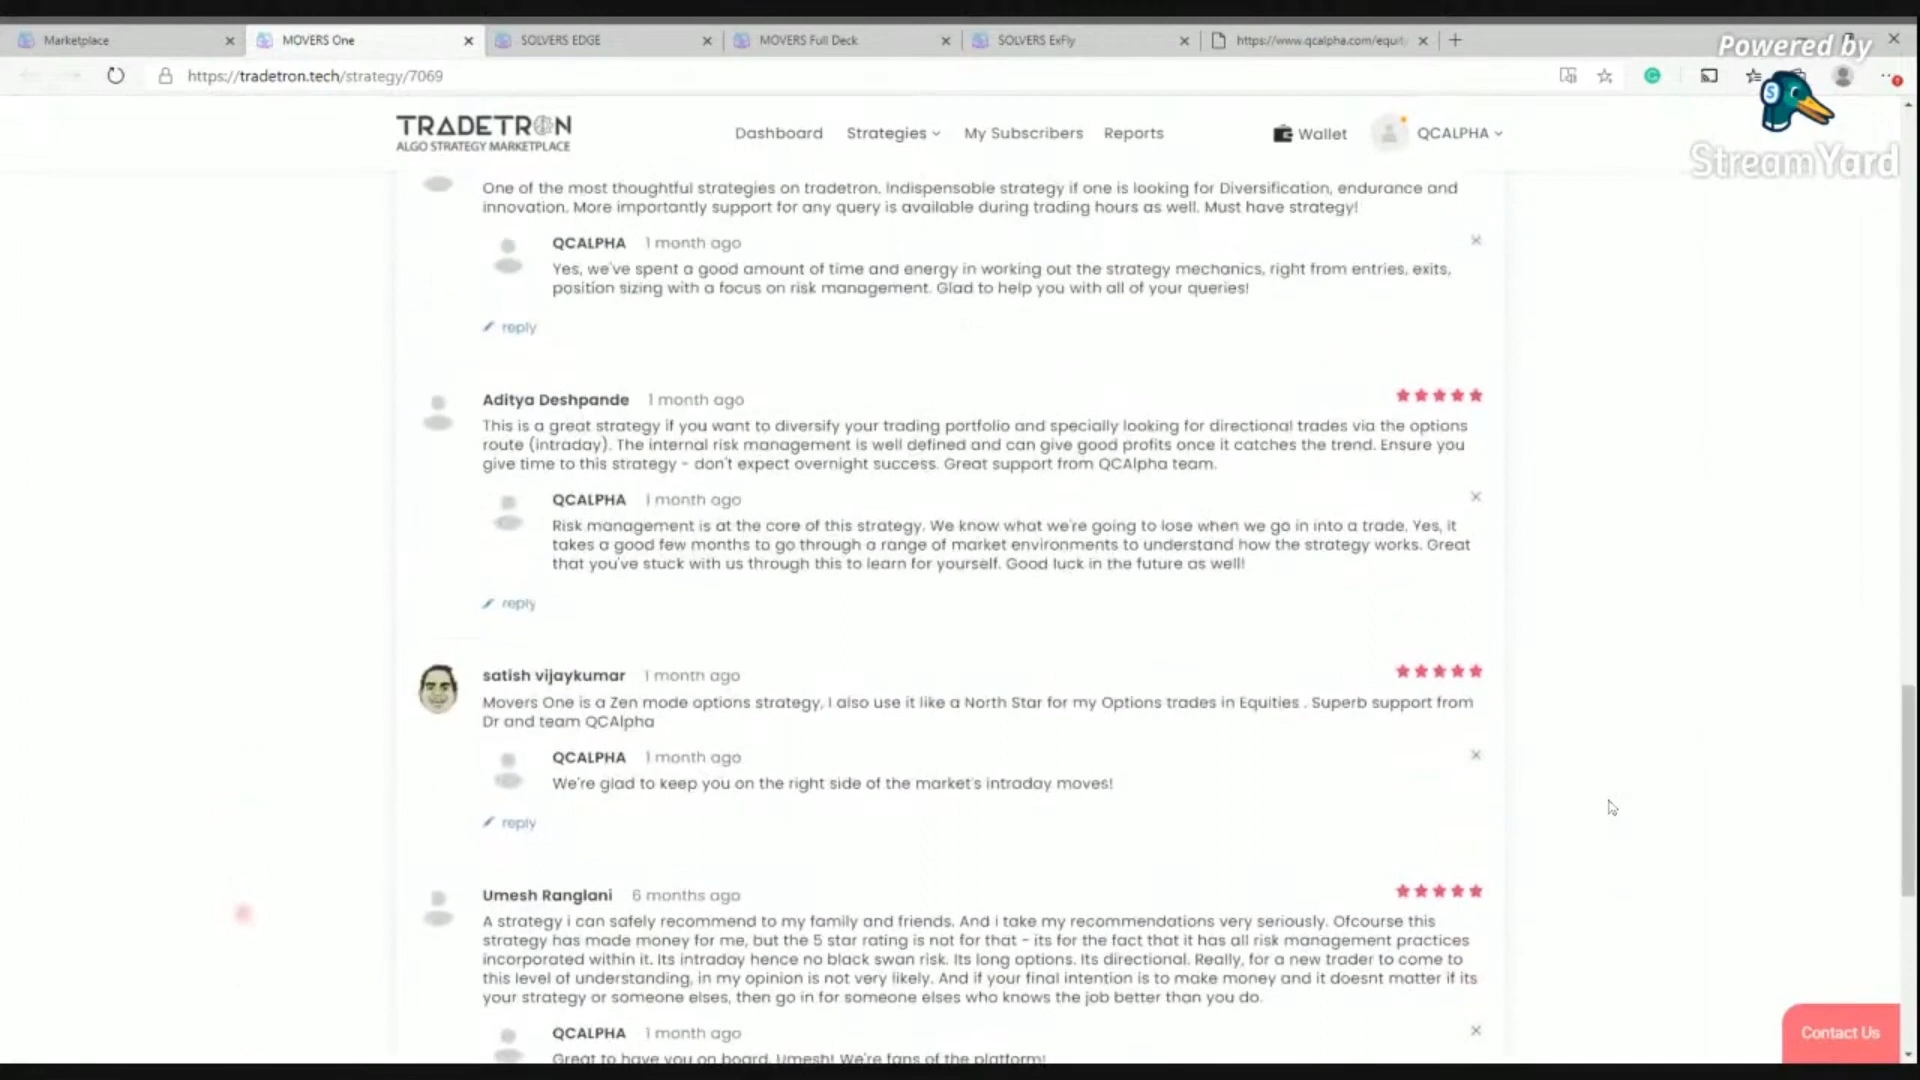 Marketplace
MOVERS One
SOLVERS EDGE
MOVERS Full Deck
SOLVERS ExFly
https://www.qcalpha.com/equit
Powered by
StreamYard
https://tradetron.tech/strategy/7069
TRADETRON
ALGO STRATEGY MARKETPLACE
Dashboard
Strategies
My Subscribers
Reports
Wallet
QCALPHA
One of the most thoughtful strategies on tradetron. Indispensable strategy if one is looking for Diversification, endurance and
innovation. More importantly support for any query is available during trading hours as well. Must have strategy!
QCALPHA 1 month ago
Yes, we've spent a good amount of time and energy in working out the strategy mechanics, right from entries, exits,
position sizing with a focus on risk management. Glad to help you with all of your queries!
reply
Aditya Deshpande 1 month ago
This is a great strategy if you want to diversify your trading portfolio and specially looking for directional trades via the options
route (intraday). The internal risk management is well defined and can give good profits once it catches the trend. Ensure you
give time to this strategy - don't expect overnight success. Great support from QCAlpha team.
QCALPHA 1 month ago
Risk management is at the core of this strategy. We know what we're going to lose when we go in into a trade. Yes, it
takes a good few months to go through a range of market environments to understand how the strategy works. Great
that you've stuck with us through this to learn for yourself. Good luck in the future as well!
reply
satish vijaykumar 1 month ago
Movers One is a Zen mode options strategy, I also use it like a North Star for my Options trades in Equities . Superb support from
Dr and team QCAlpha
QCALPHA 1 month ago
We're glad to keep you on the right side of the market's intraday moves!
reply
Umesh Ranglani 6 months ago
A strategy i can safely recommend to my family and friends. And i take my recommendations very seriously. Ofcourse this
strategy has made money for me, but the 5 star rating is not for that - its for the fact that it has all risk management practices
incorporated within it. Its intraday hence no black swan risk. Its long options. Its directional. Really, for a new trader to come to
this level of understanding, in my opinion is not very likely. And if your final intention is to make money and it doesnt matter if its
your strategy or someone elses, then go in for someone elses who knows the job better than you do.
QCALPHA 1 month ago
Great to have you on board, Umesh! We're fans of the platform!
Contact Us